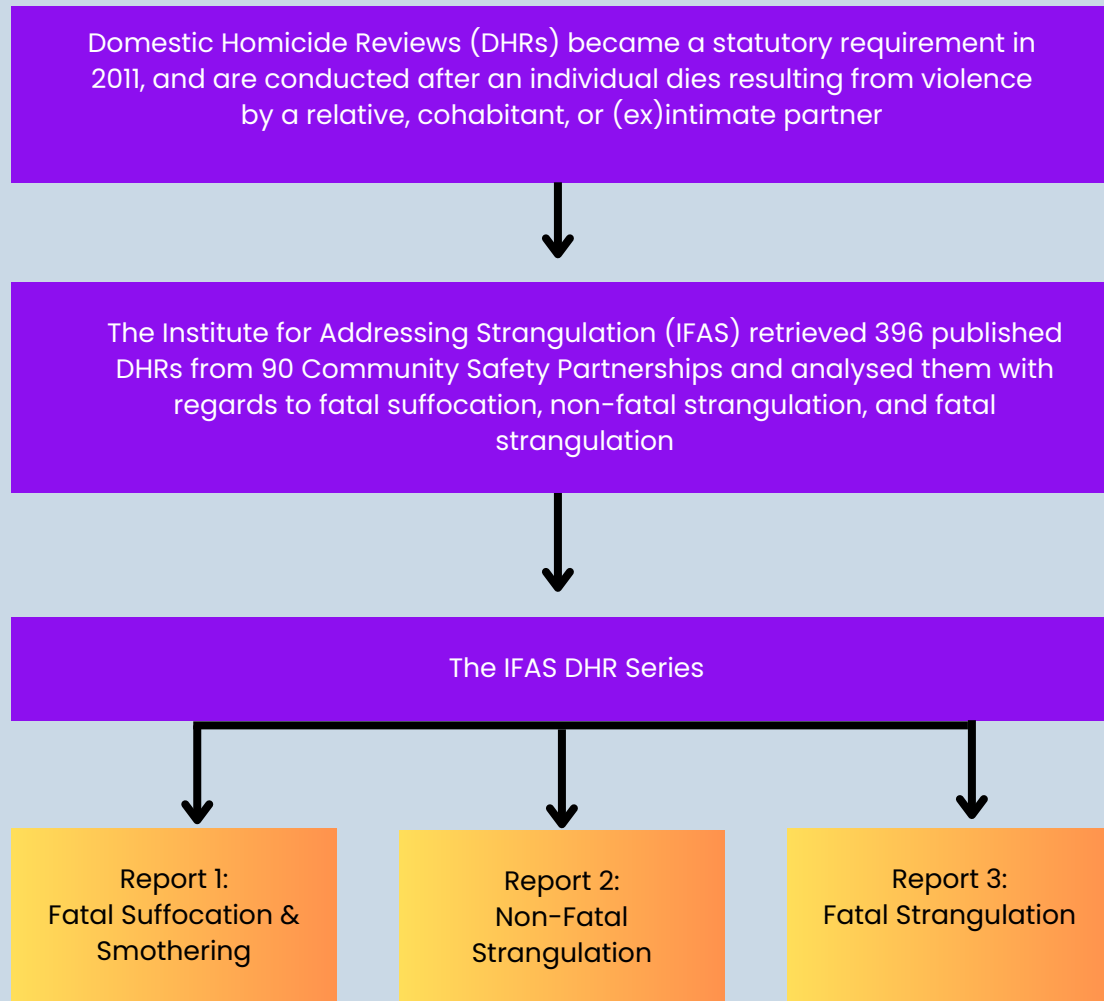 Domestic Homicide Reviews (DHRs) became a statutory requirement in
2011, and are conducted after an individual dies resulting from violence
by a relative, cohabitant, or (ex)intimate partner
The Institute for Addressing Strangulation (IFAS) retrieved 396 published
DHRs from 90 Community Safety Partnerships and analysed them with
regards to fatal suffocation, non-fatal strangulation, and fatal
strangulation
The IFAS DHR Series
Report 1:
Fatal Suffocation &
Smothering
Report 2:
Non-Fatal
Strangulation
Report 3:
Fatal Strangulation